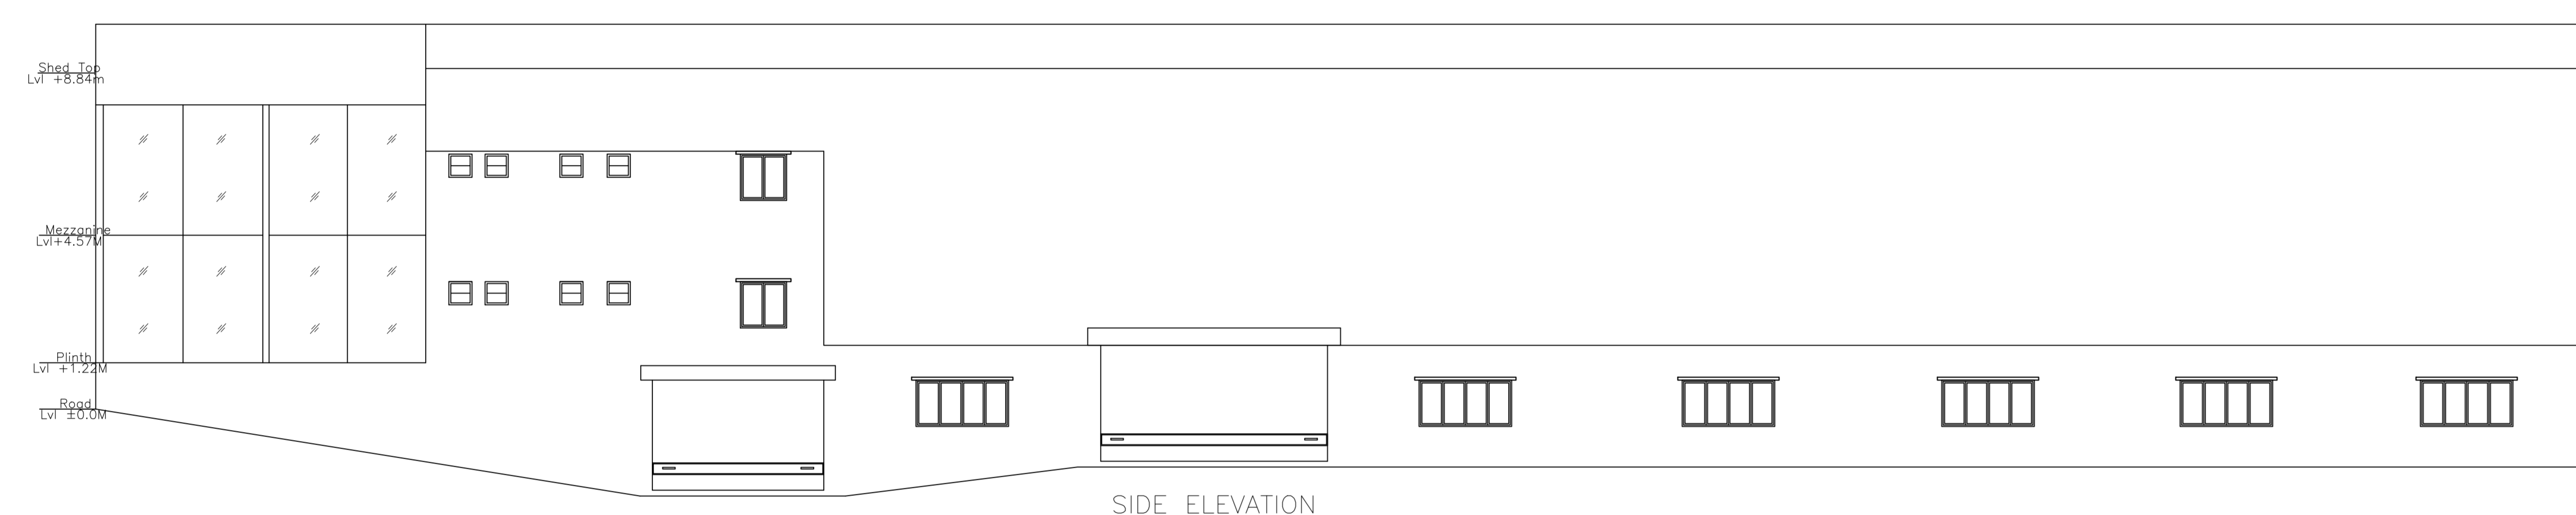 Shed Top
Lvl +8.84m
Mezzanine
Lvl+4.57M
Plinth
Lvl +1.22M
Road
Lvl ±0.0M
SIDE ELEVATION